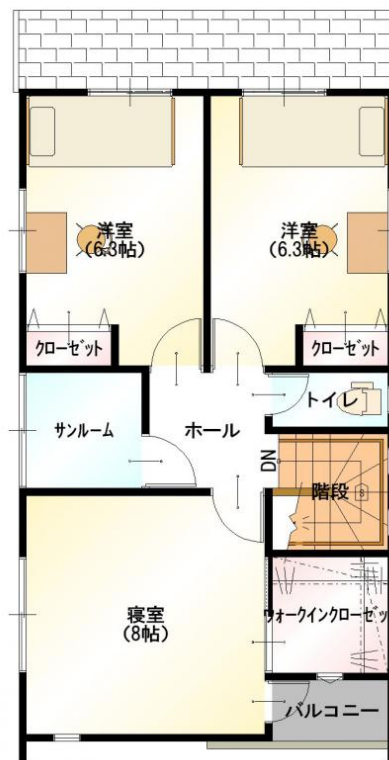 洋室
(6.3帖)
洋室
(6.3帖)
クローゼット
クローゼット
サンルーム
ホール
トイレ
DN
階段
寝室
(8帖)
ウォークインクローゼット
バルコニー